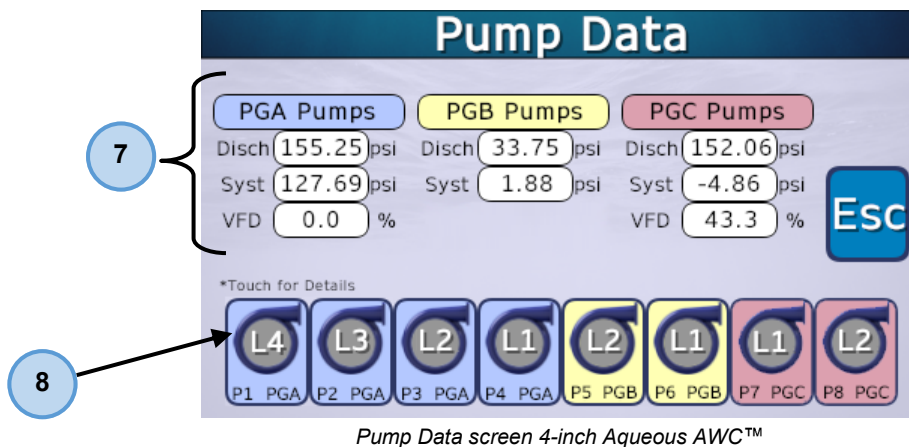 Pump Data
7
PGA Pumps PGB Pumps PGC Pumps
Disch 155.25 psi Disch 33.75 psi Disch 152.06 psi
Syst 127.69 psi Syst 1.88 psi Syst -4.86 psi
VFD 0.0 % VFD 43.3 %
Esc
*Touch for Details
8
L4 L3 L2 L1 L2 L1 L1 L2
P1 PGA P2 PGA P3 PGA P4 PGA P5 PGB P6 PGB P7 PGC P8 PGC
Pump Data screen 4-inch Aqueous AWC™